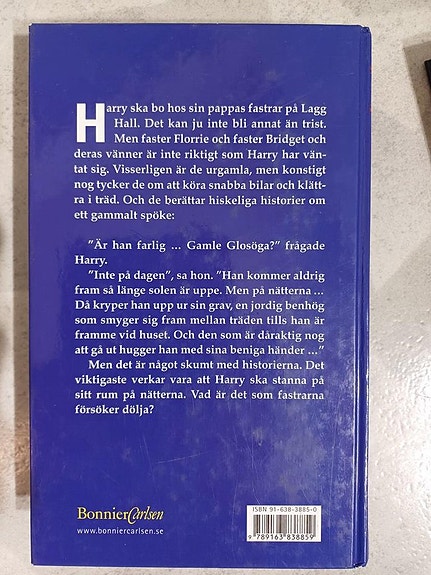 Harry ska bo hos sin pappas fastrar på Lagg
Hall. Det kan ju inte bli annat än trist.
Men faster Florrie och faster Bridget och
deras vänner är inte riktigt som Harry har vän-
tat sig. Visserligen är de urgamla, men konstigt
nog tycker de om att köra snabba bilar och klätt-
ra i träd. Och de berättar hiskeliga historier om
ett gammalt spöke:
”Är han farlig ... Gamle Glosöga?” frågade
Harry.
”Inte på dagen”, sa hon. ”Han kommer aldrig
fram så länge solen är uppe. Men på nätterna ...
Då kryper han upp ur sin grav, en jordig benhög
som smyger sig fram mellan träden tills han är
framme vid huset. Och den som är dåraktig nog
att gå ut hugger han med sina beniga händer ...”
Men det är något skumt med historierna. Det
viktigaste verkar vara att Harry ska stanna på
sitt rum på nätterna. Vad är det som fastrarna
försöker dölja?
ISBN 91-638-3885-0
9 789163 838859
BonnierCarlsen
www.bonniercarlsen.se